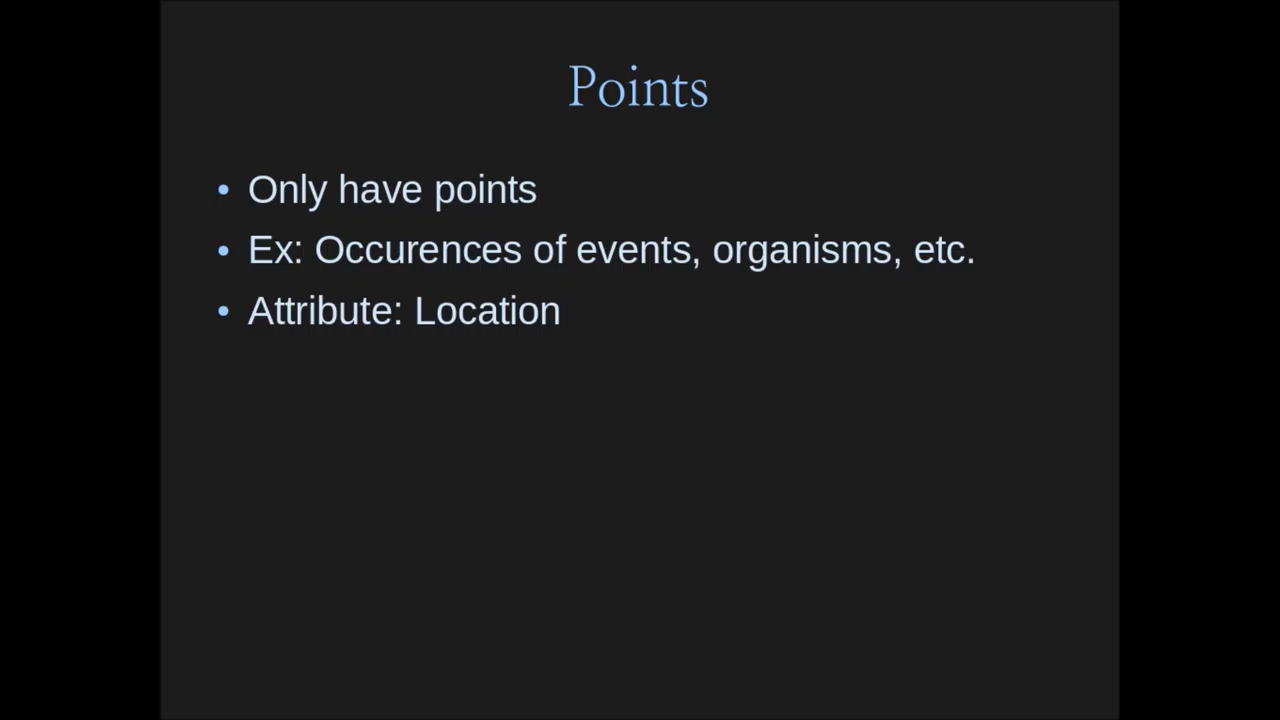 Points
• Only have points
• Ex: Occurences of events, organisms, etc.
• Attribute: Location